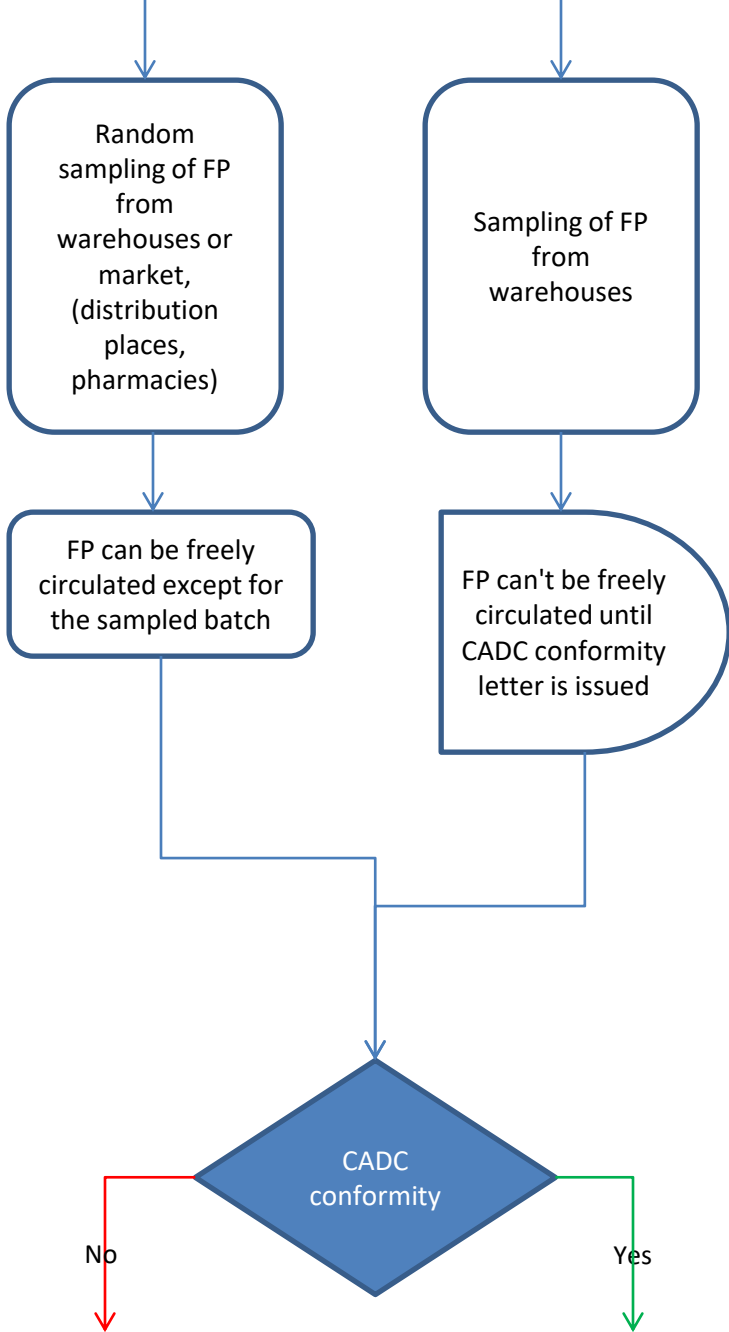 Random
sampling of FP
from
warehouses or
market,
(distribution
places,
pharmacies)
Sampling of FP
from
warehouses
FP can be freely
circulated except for
the sampled batch
FP can't be freely
circulated until
CADC conformity
letter is issued
CADC
conformity
No
Yes